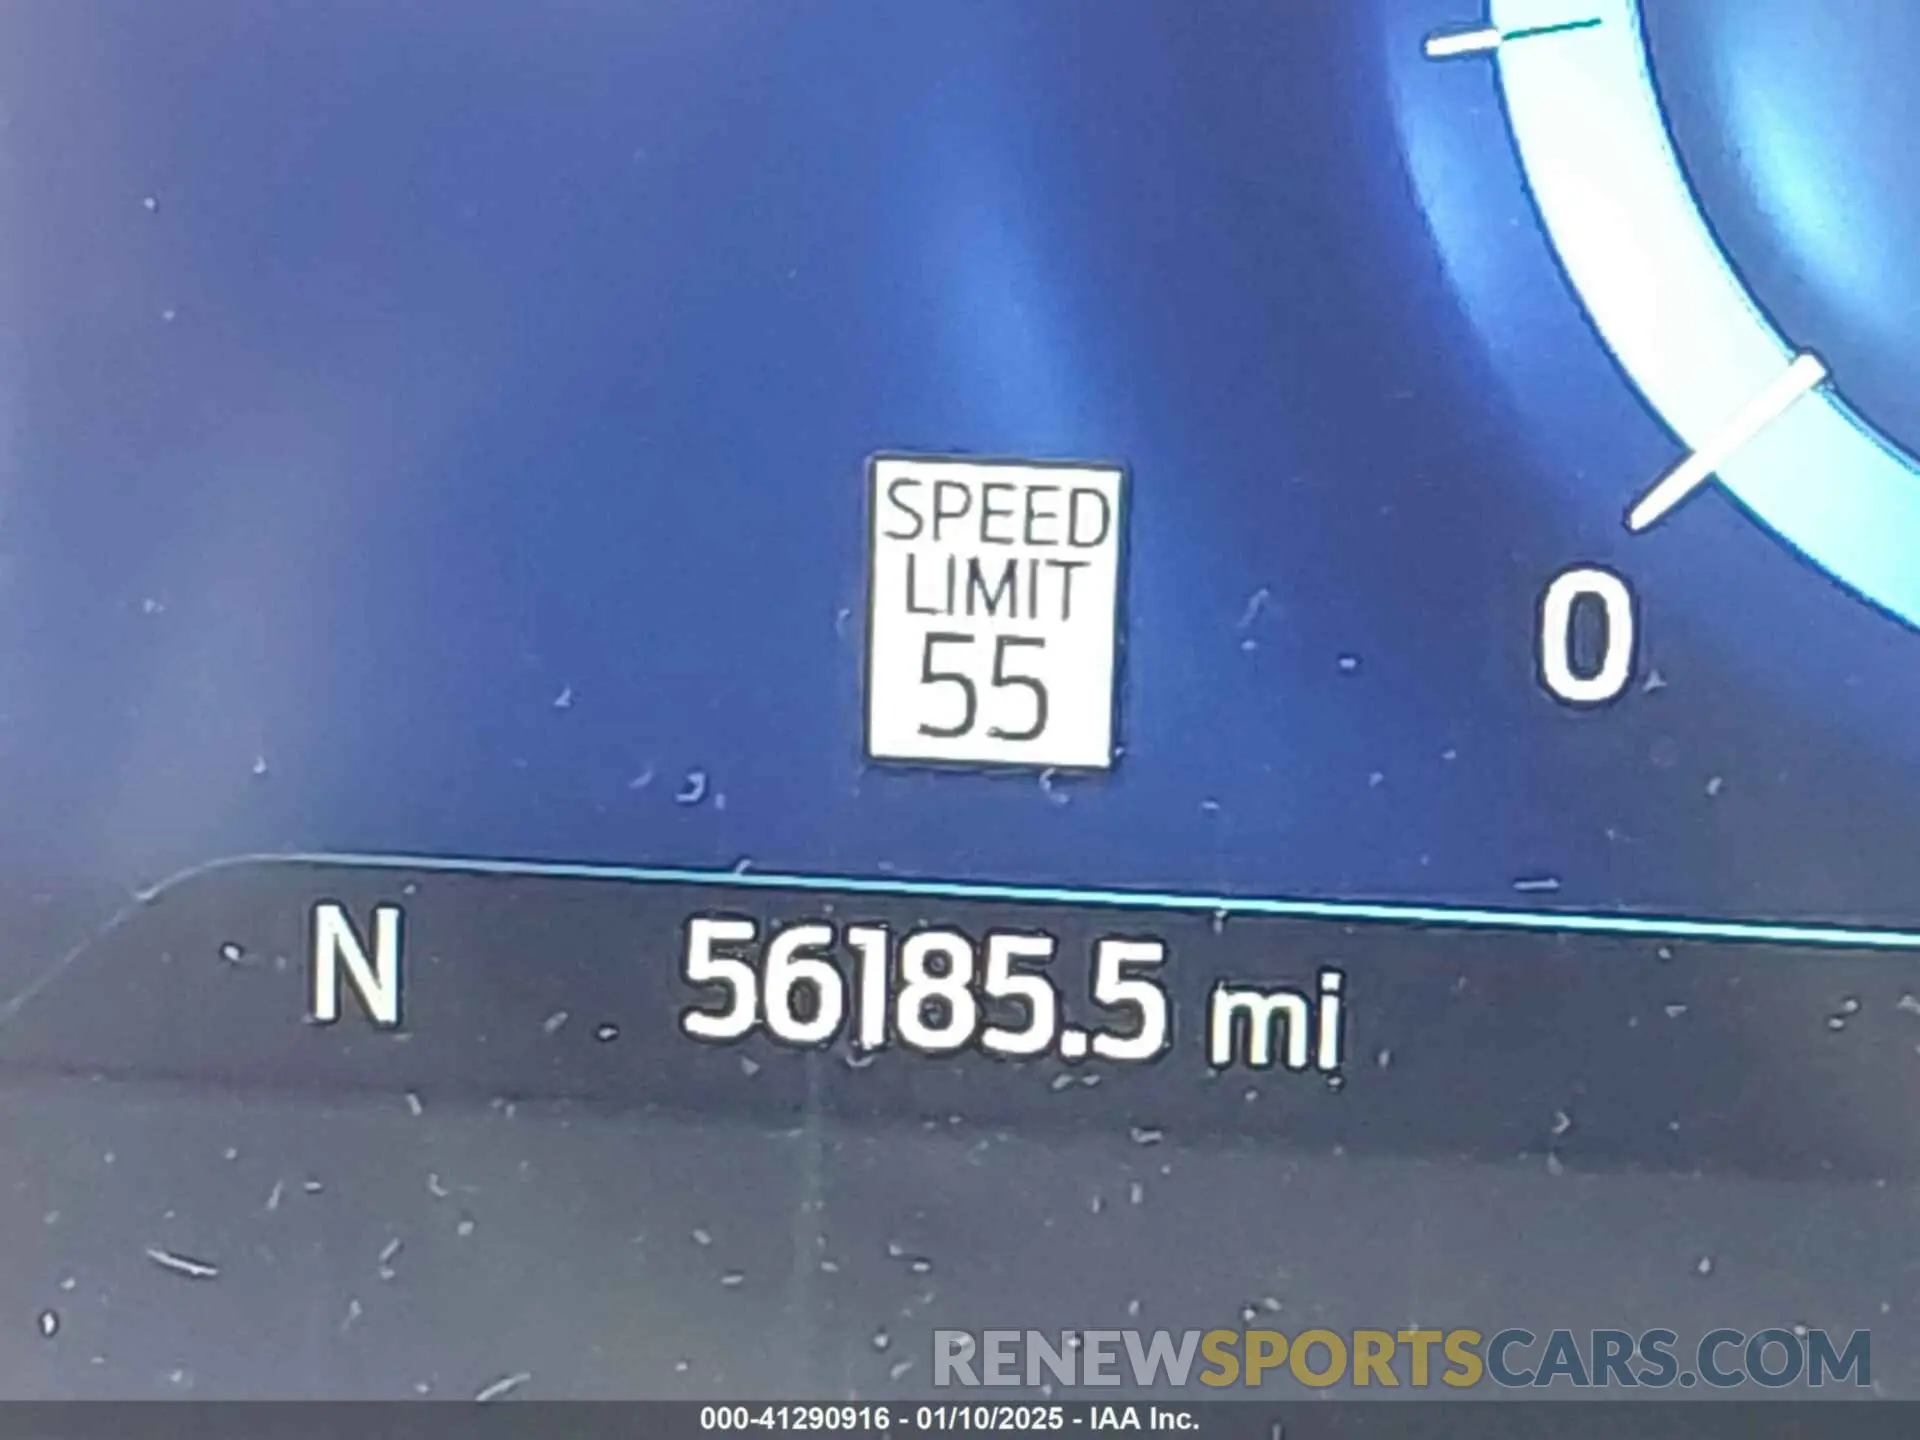 SPEED
LIMIT
55
0
N 56185.5 mi
RENEWSPORTSCARS.COM
000-41290916 - 01/10/2025 - IAA Inc.